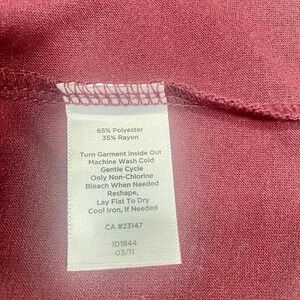 65% Polyester
35% Rayon
Turn Garment Inside Out
Machine Wash Cold
Gentle Cycle
Only Non-Chlorine
Bleach When Needed
Reshape,
Lay Flat To Dry
Cool Iron, If Needed
CA #23147
ID1844
03/11